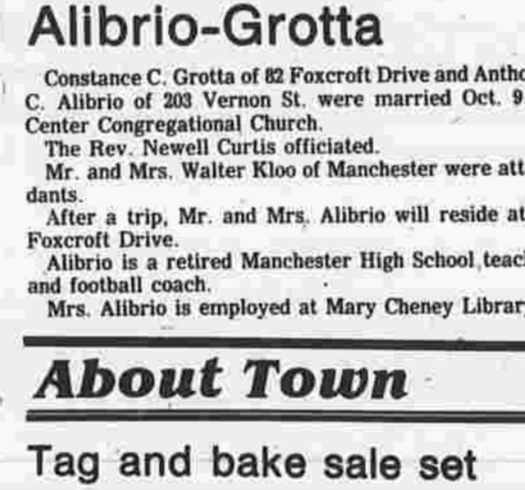 Alibrio-Grotta
Constance C. Grotta of 82 Foxcroft Drive and Antho
C. Alibrio of 203 Vernon St. were married Oct. 9
Center Congregational Church.
The Rev. Newell Curtis officiated.
Mr. and Mrs. Walter Kloo of Manchester were att
dants.
After a trip, Mr. and Mrs. Alibrio will reside at
Foxcroft Drive.
Alibrio is a retired Manchester High School teac
and football coach.
Mrs. Alibrio is employed at Mary Cheney Library
About Town
Tag and bake sale set